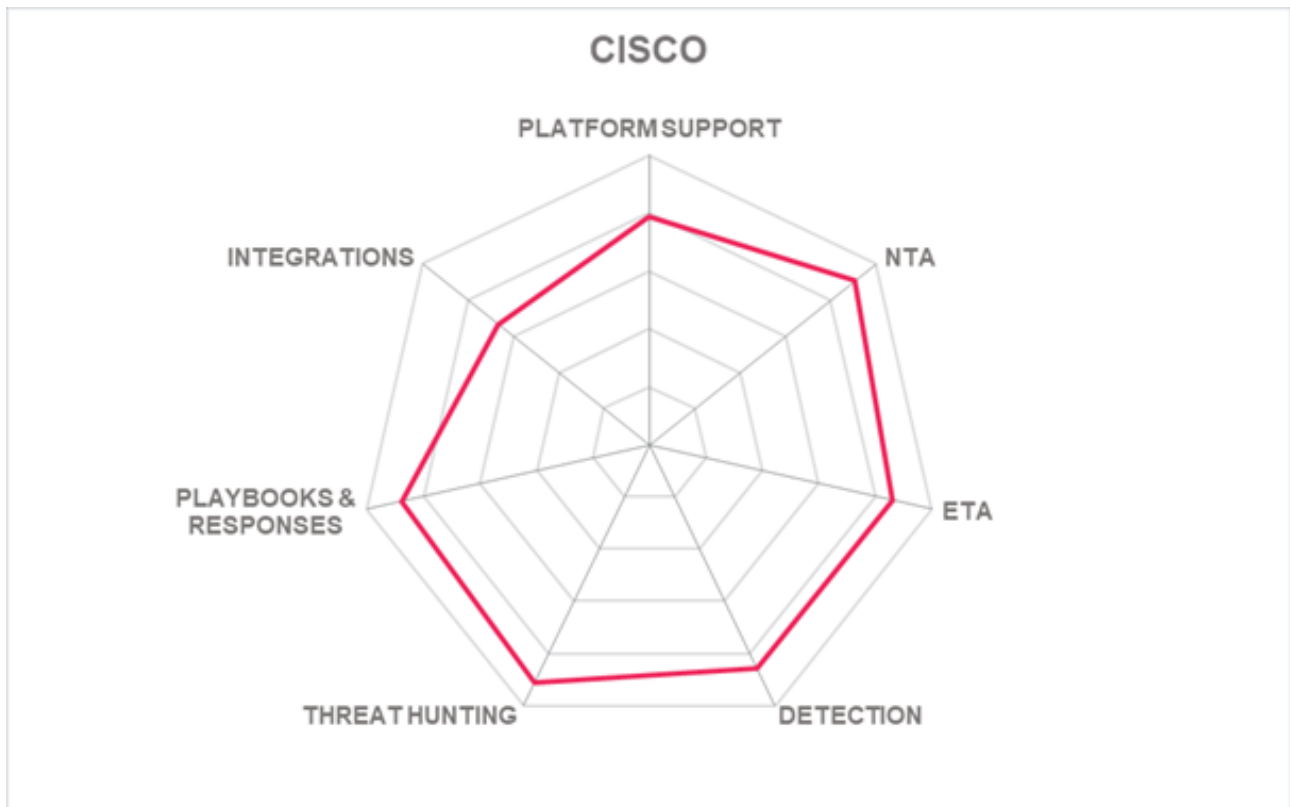 CISCO
PLATFORM SUPPORT
INTEGRATIONS
NTA
PLAYBOOKS &
RESPONSES
ETA
THREAT HUNTING
DETECTION